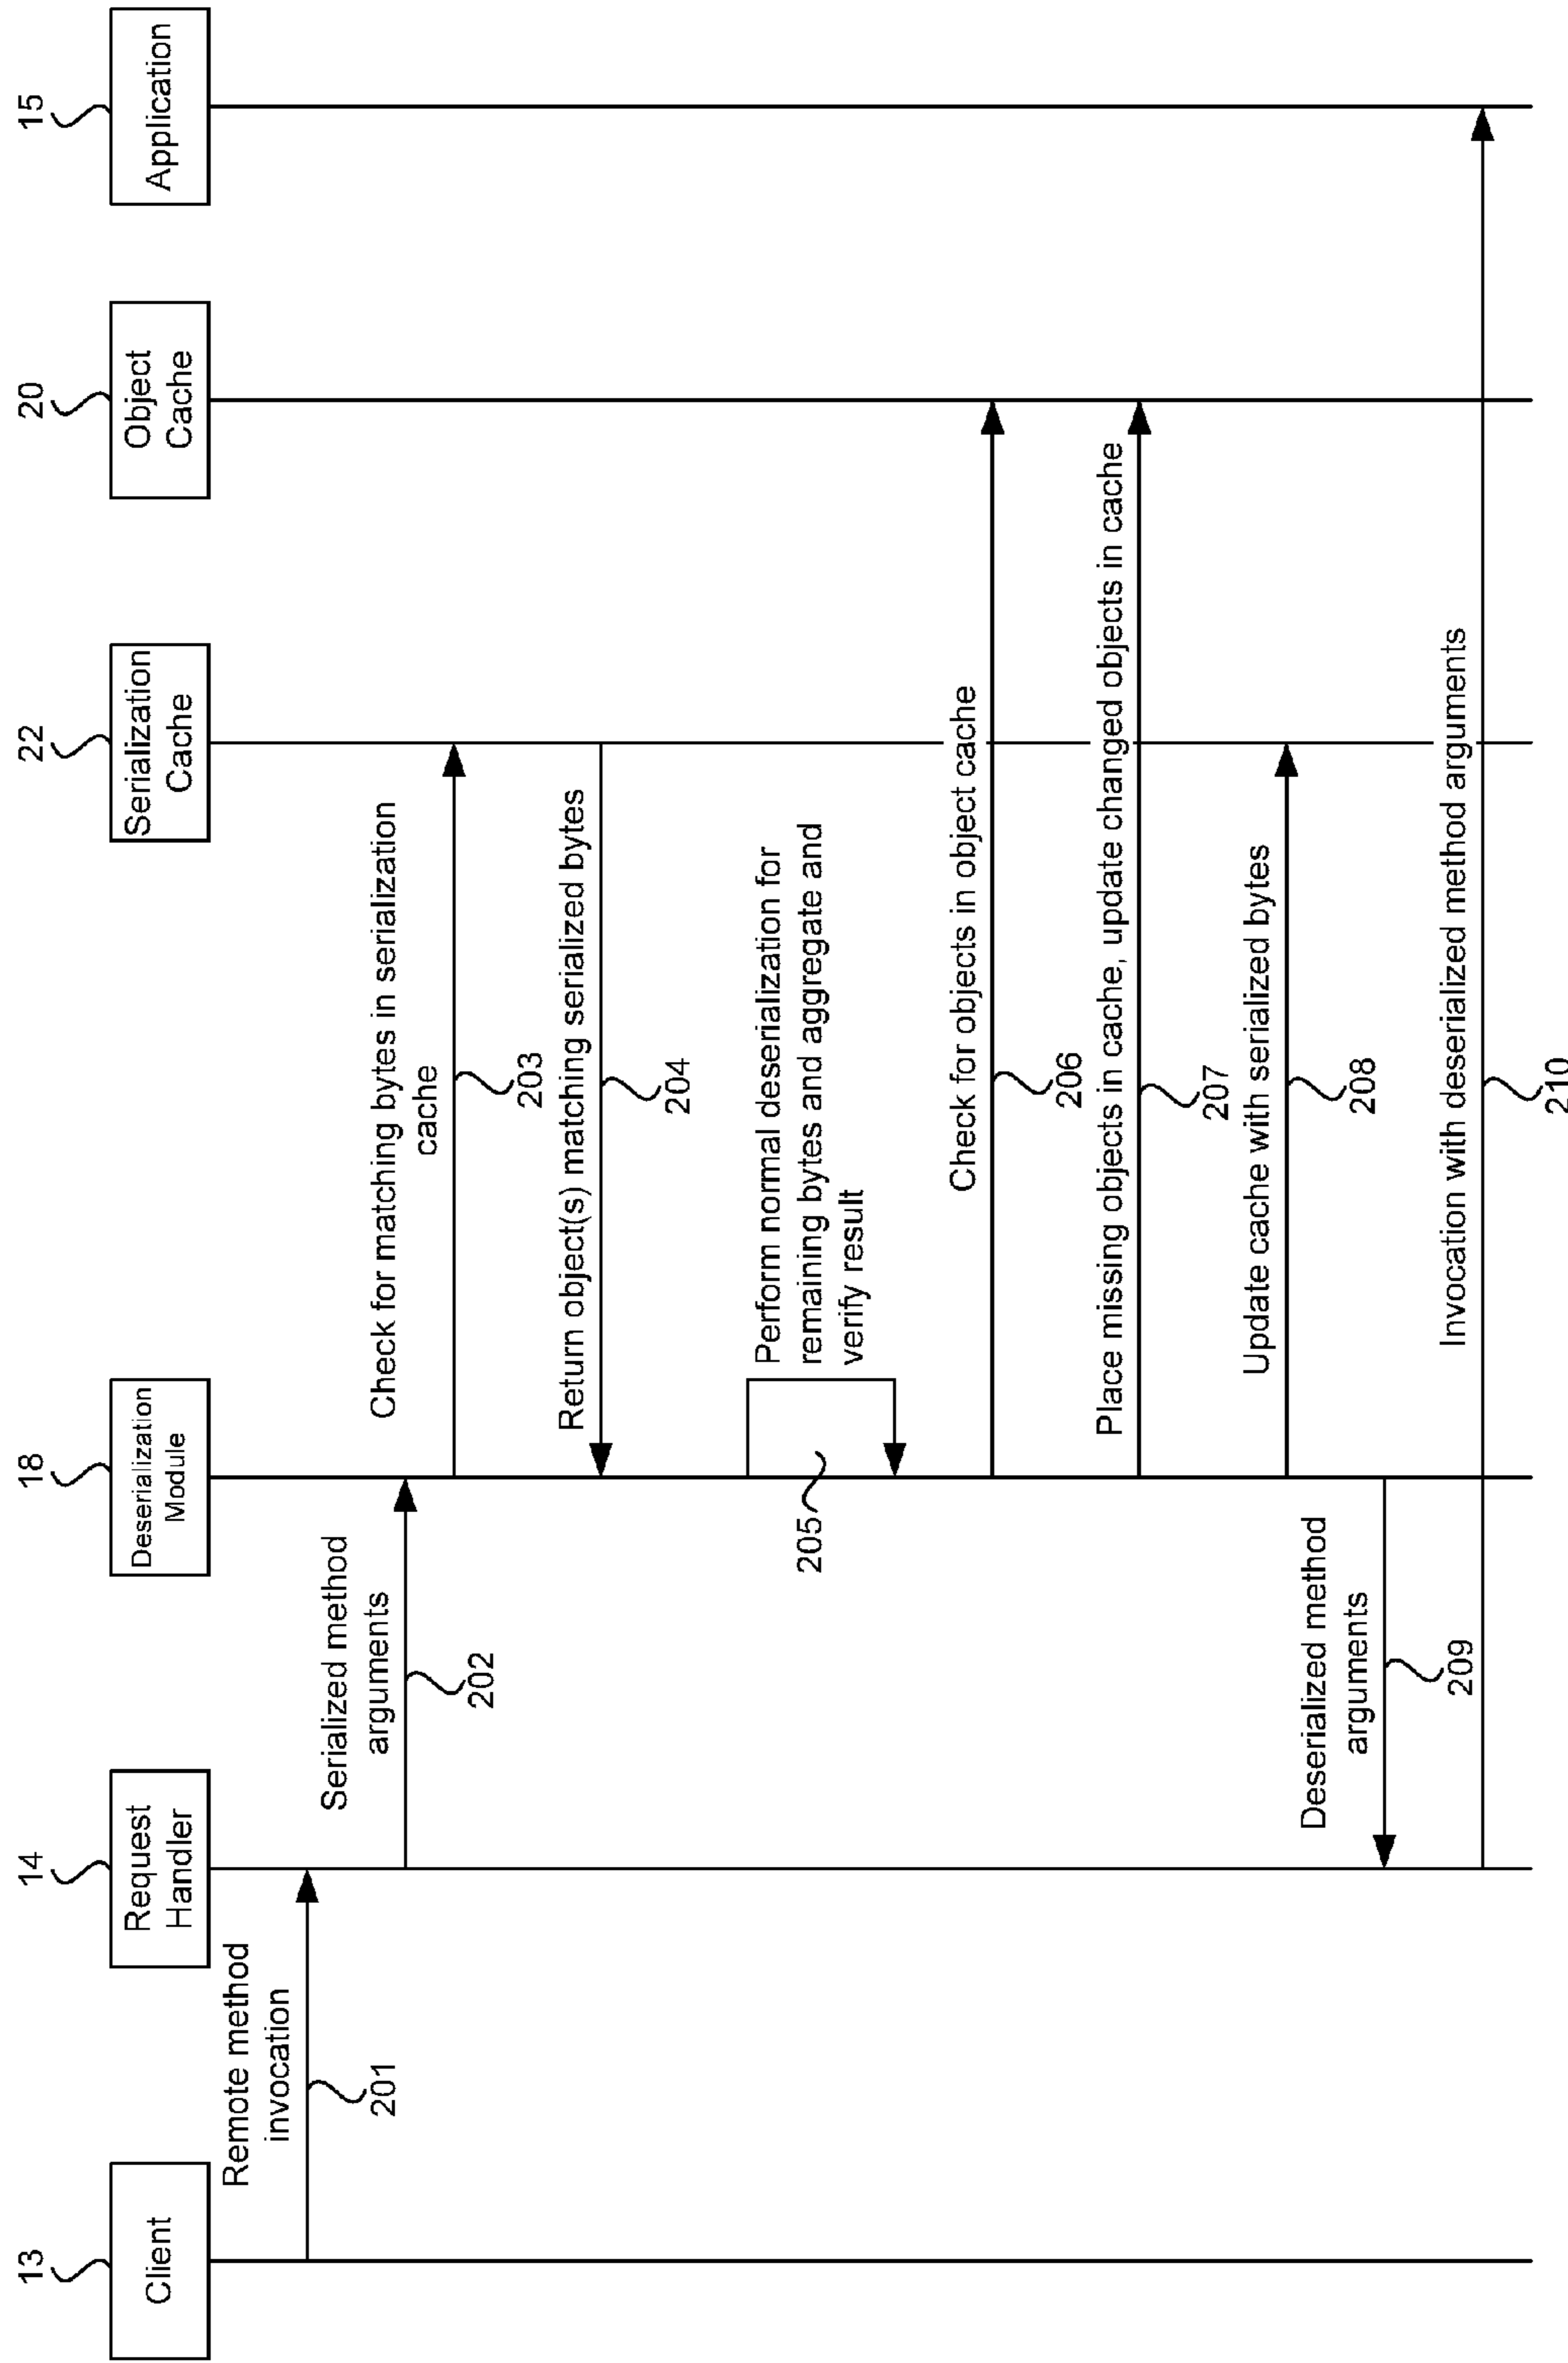 13
14
18
22
20
15
Client
Request
Handler
Deserialization
Module
Serialization
Cache
Object
Cache
Application
Remote method
invocation
201
Serialized method
arguments
202
Check for matching bytes in serialization
cache
203
Return object(s) matching serialized bytes
204
Perform normal deserialization for
remaining bytes and aggregate and
verify result
205
Check for objects in object cache
206
Place missing objects in cache, update changed objects in cache
207
Update cache with serialized bytes
208
Deserialized method
arguments
209
Invocation with deserialized method arguments
210